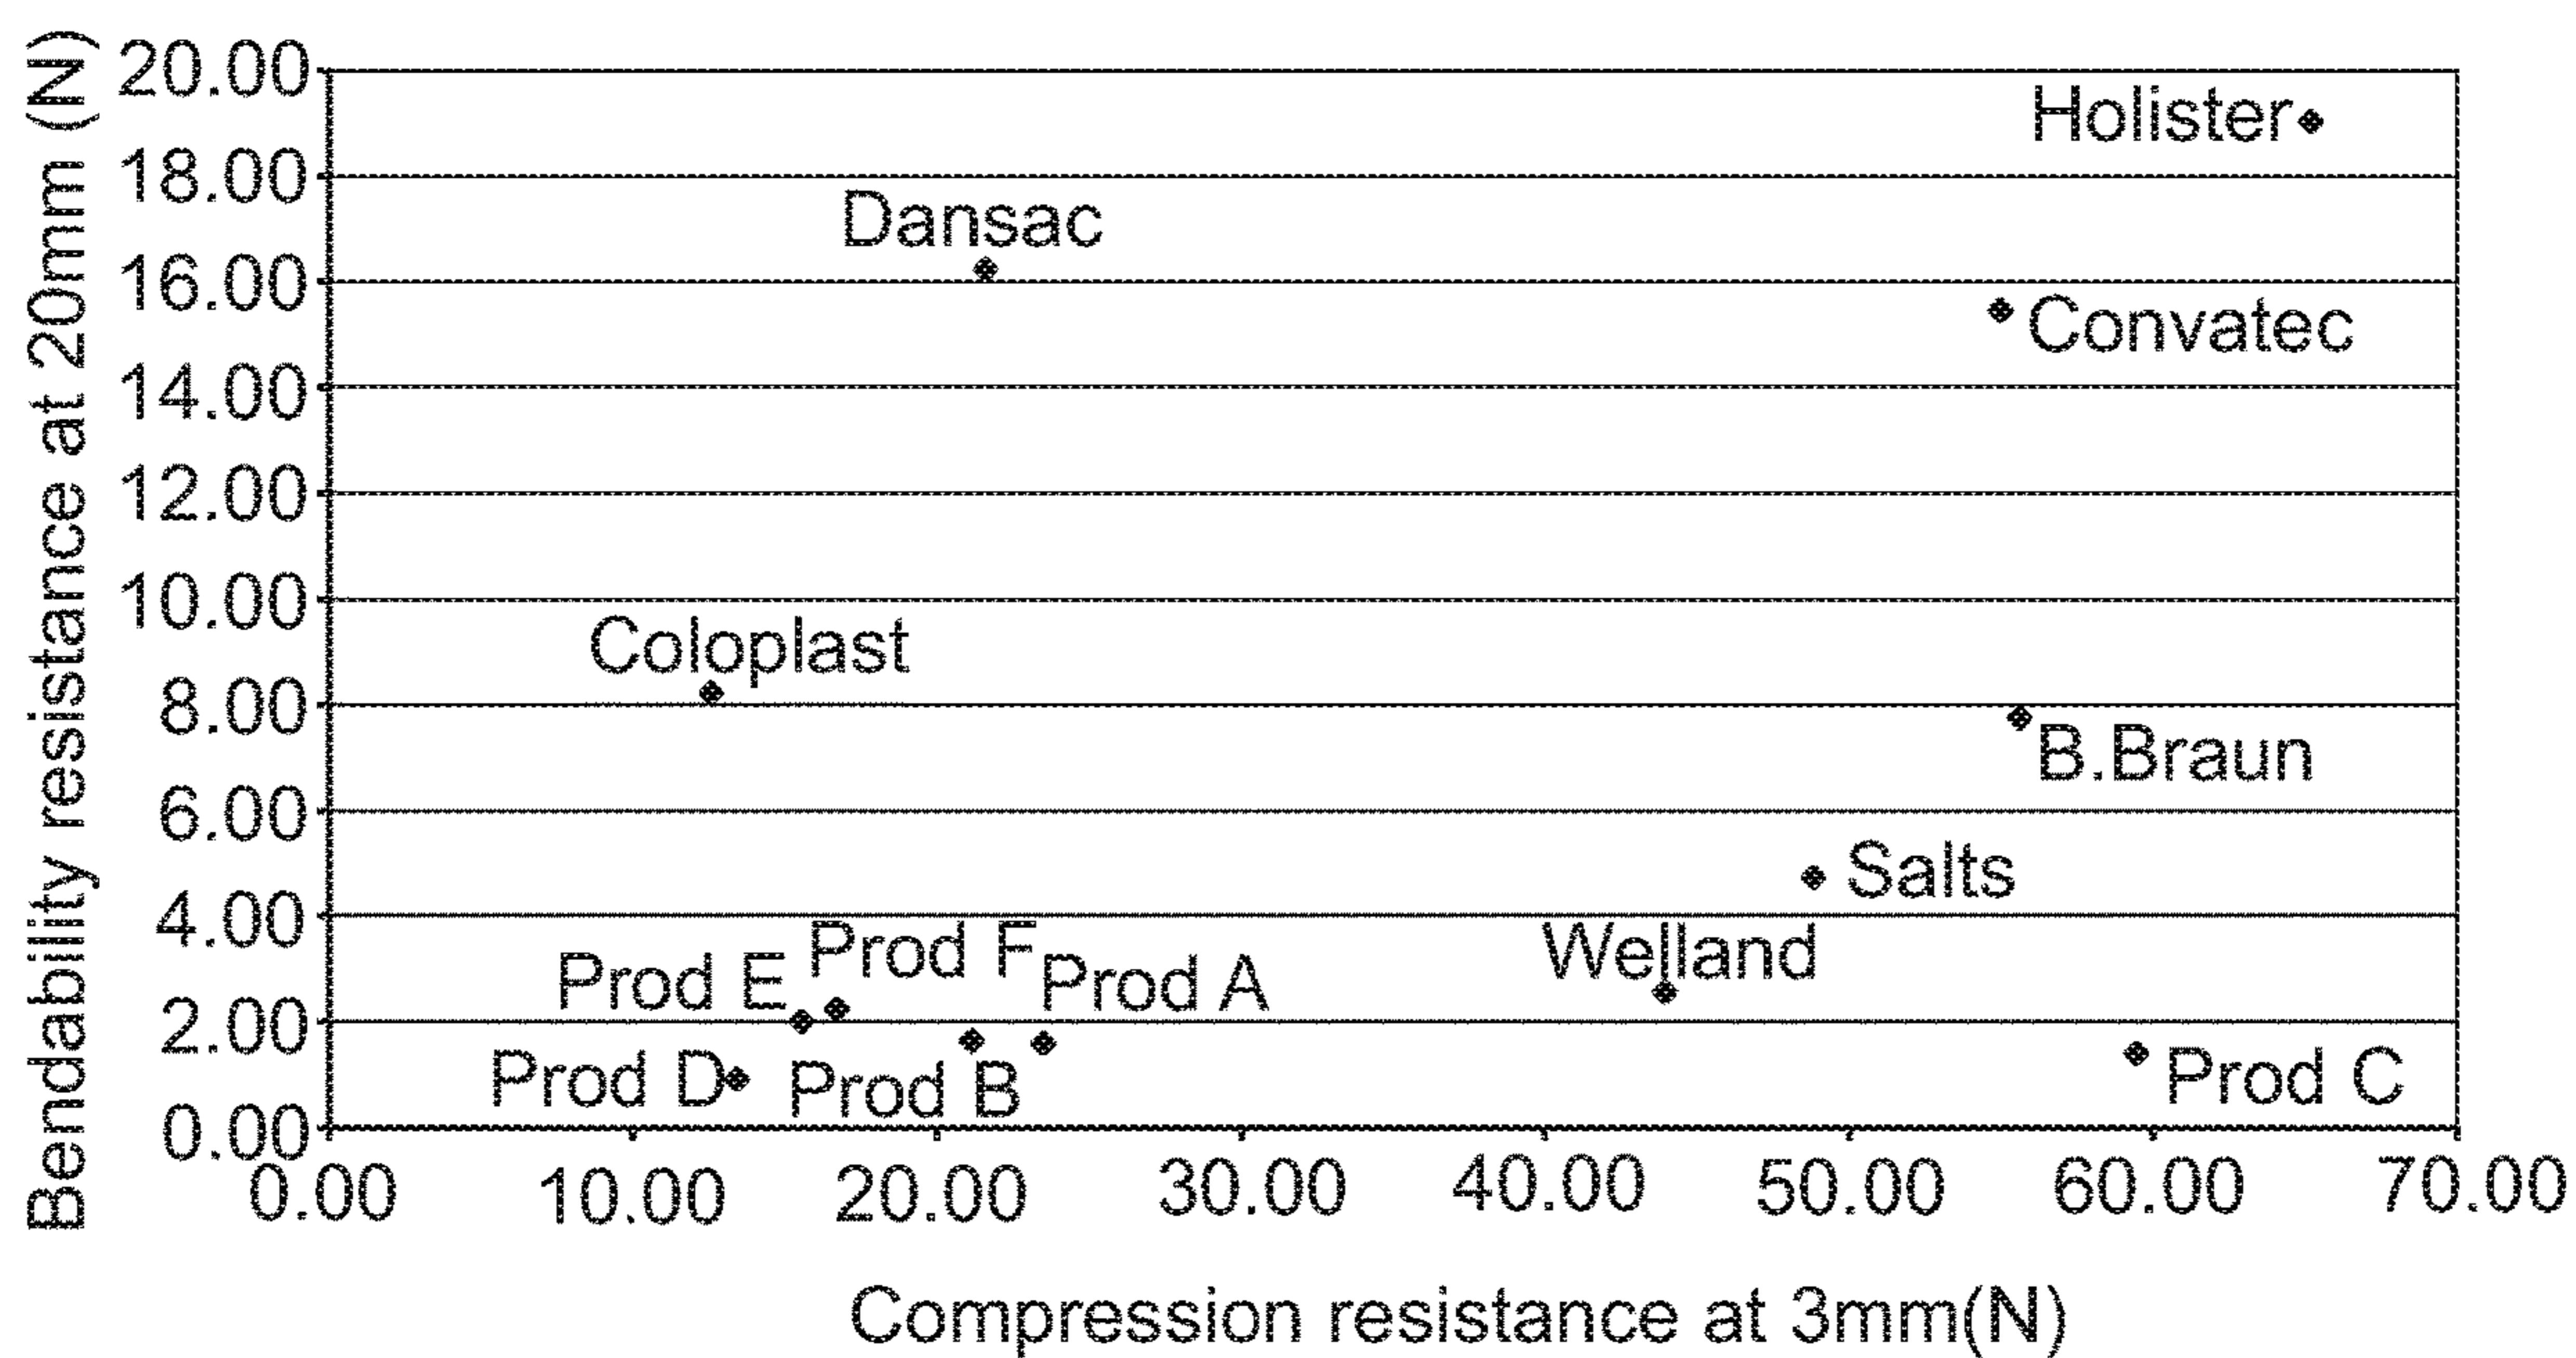 Bendability resistance at 20mm (N)
20.00
18.00
16.00
14.00
12.00
10.00
8.00
6.00
4.00
2.00
0.00
Holister
Dansac
Convatec
Coloplast
B.Braun
Salts
Welland
Prod F
Prod E
Prod A
Prod D
Prod B
Prod C
0.00 10.00 20.00 30.00 40.00 50.00 60.00 70.00
Compression resistance at 3mm(N)